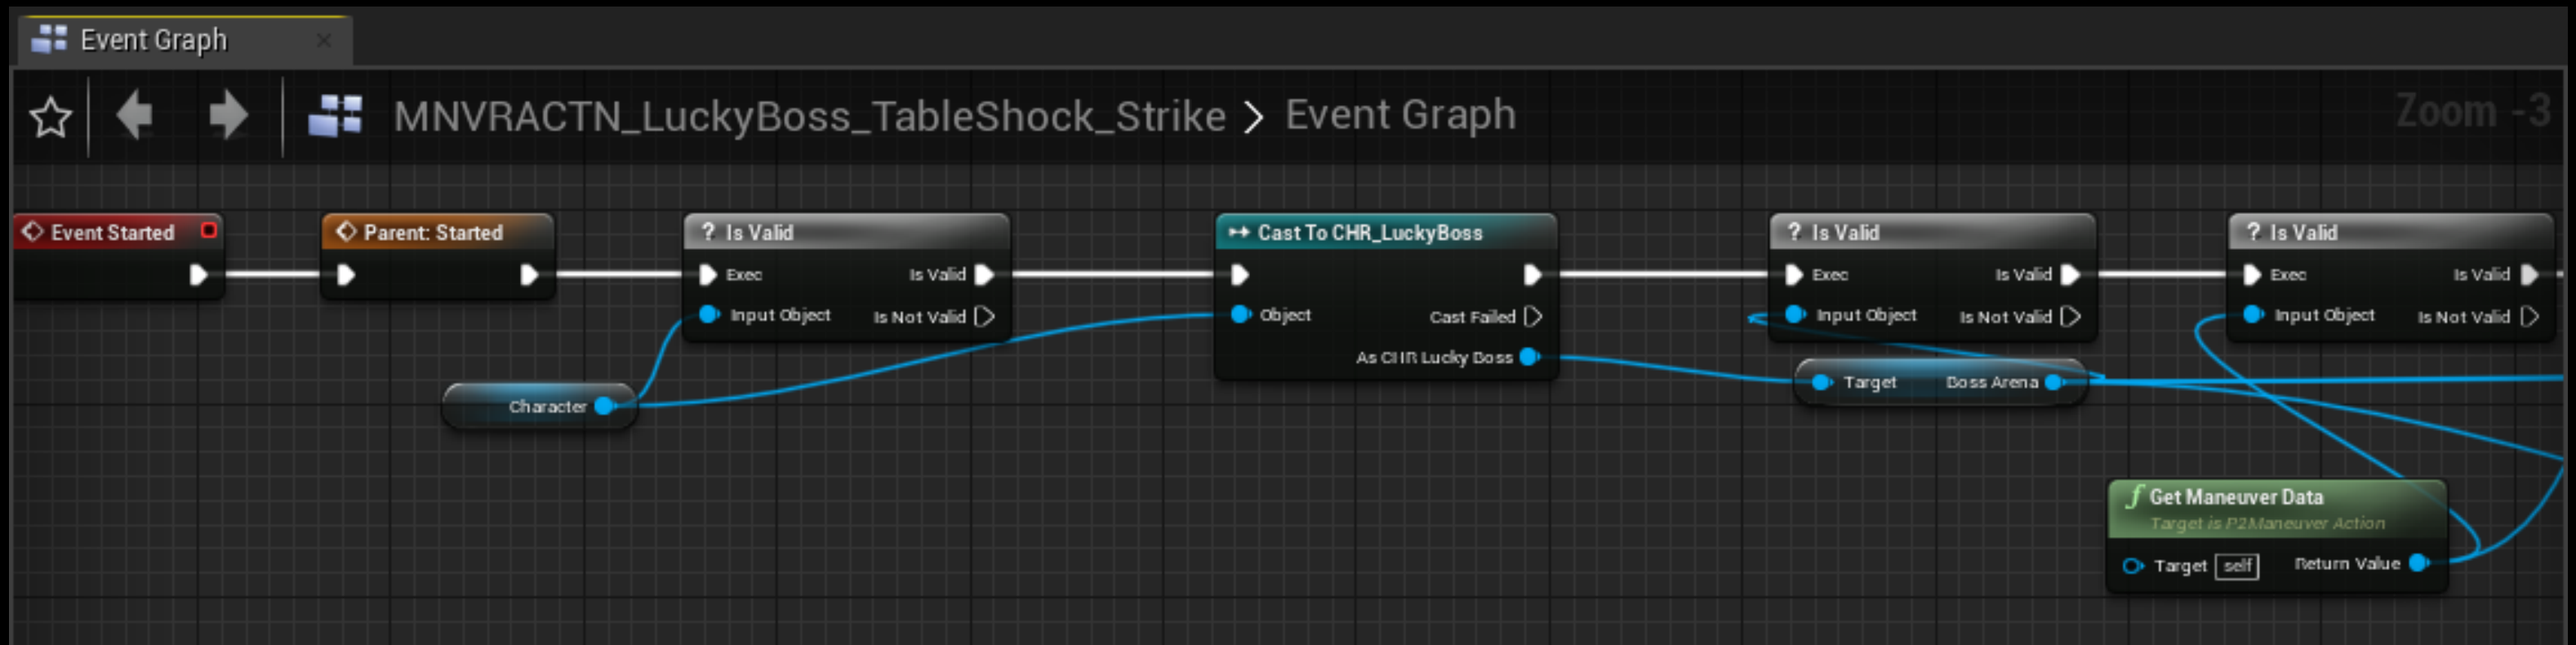 Event Graph
MNVRACTN_LuckyBoss_TableShock_Strike > Event Graph
Zoom -3
Event Started
Parent: Started
? Is Valid
Exec Is Valid
Input Object Is Not Valid
Character
Cast To CHR_LuckyBoss
Object Cast Failed
As CHR Lucky Boss
? Is Valid
Exec Is Valid
Input Object Is Not Valid
Target Boss Arena
? Is Valid
Exec Is Valid
Input Object Is Not Valid
f Get Maneuver Data
Target is P2Maneuver Action
Target self Return Value